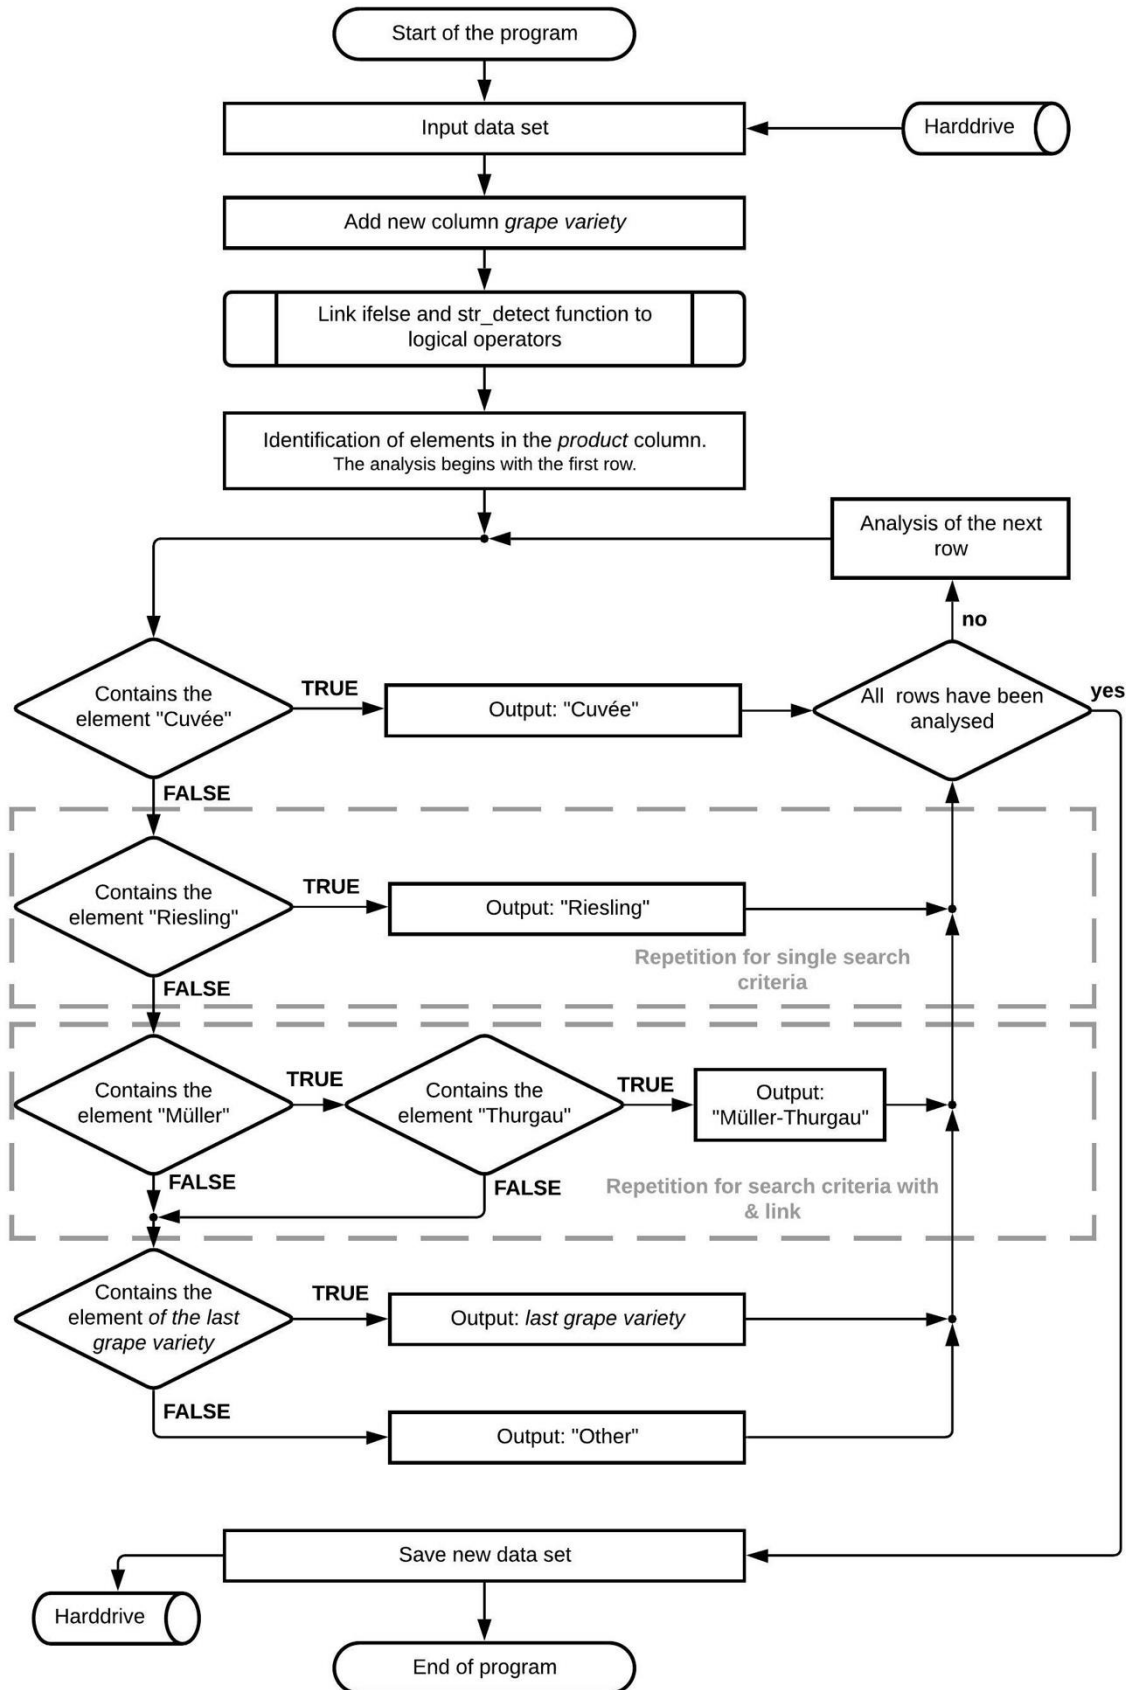 Start of the program
Input data set
Harddrive
Add new column grape variety
Link ifelse and str_detect function to
logical operators
Identification of elements in the product column.
The analysis begins with the first row.
Analysis of the next
row
no
Contains the
element "Cuvée"
TRUE
Output: "Cuvée"
All rows have been
analysed
yes
FALSE
Contains the
element "Riesling"
TRUE
Output: "Riesling"
Repetition for single search
criteria
FALSE
Contains the
element "Müller"
TRUE
Contains the
element "Thurgau"
TRUE
Output:
"Müller-Thurgau"
FALSE
FALSE
Repetition for search criteria with
& link
Contains the
element of the last
grape variety
TRUE
Output: last grape variety
FALSE
Output: "Other"
Save new data set
Harddrive
End of program